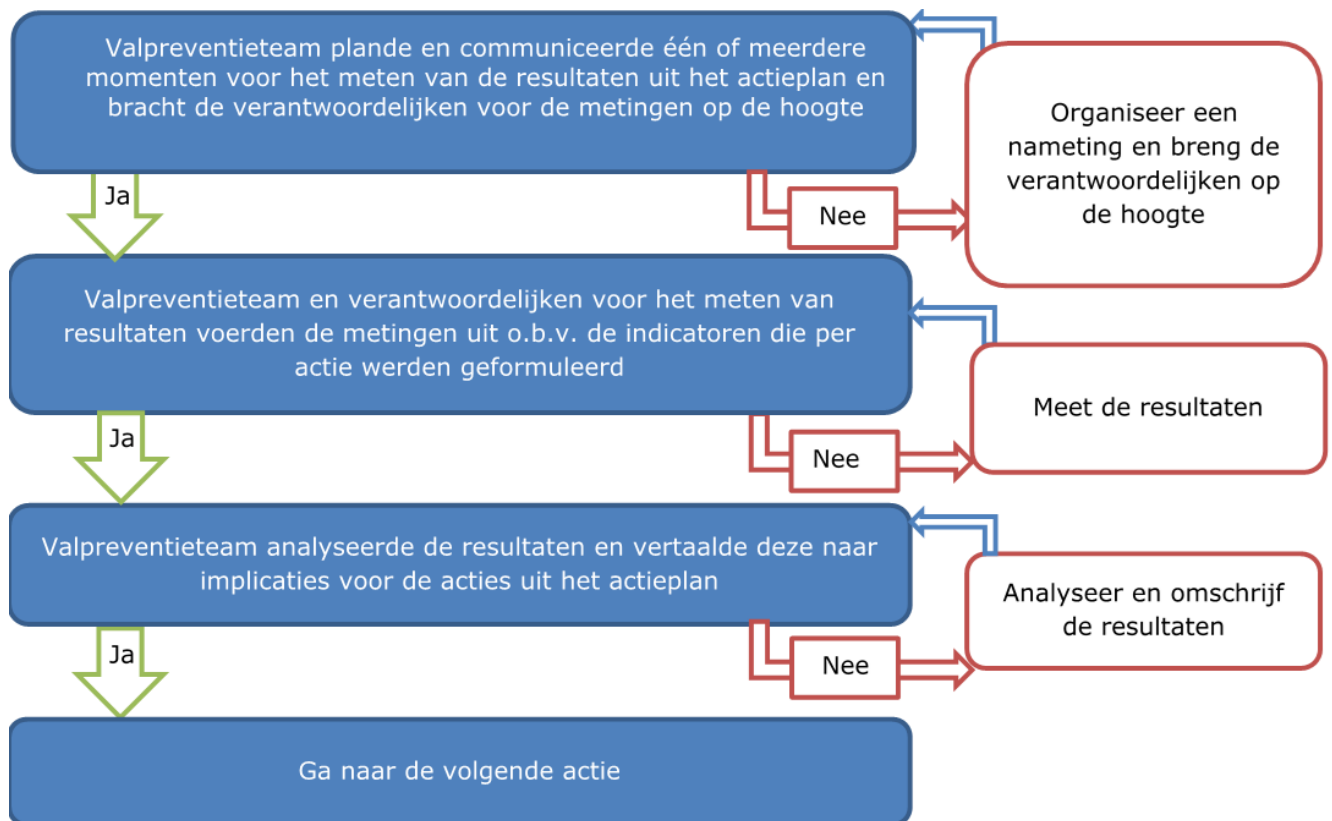 Valpreventieteam plande en communiceerde één of meerdere
momenten voor het meten van de resultaten uit het actieplan en
bracht de verantwoordelijken voor de metingen op de hoogte
Organiseer een
nameting en breng de
verantwoordelijken op
de hoogte
Ja
Nee
Valpreventieteam en verantwoordelijken voor het meten van
resultaten voerden de metingen uit o.b.v. de indicatoren die per
actie werden geformuleerd
Meet de resultaten
Ja
Nee
Valpreventieteam analyseerde de resultaten en vertaalde deze naar
implicaties voor de acties uit het actieplan
Analyseer en omschrijf
de resultaten
Ja
Nee
Ga naar de volgende actie